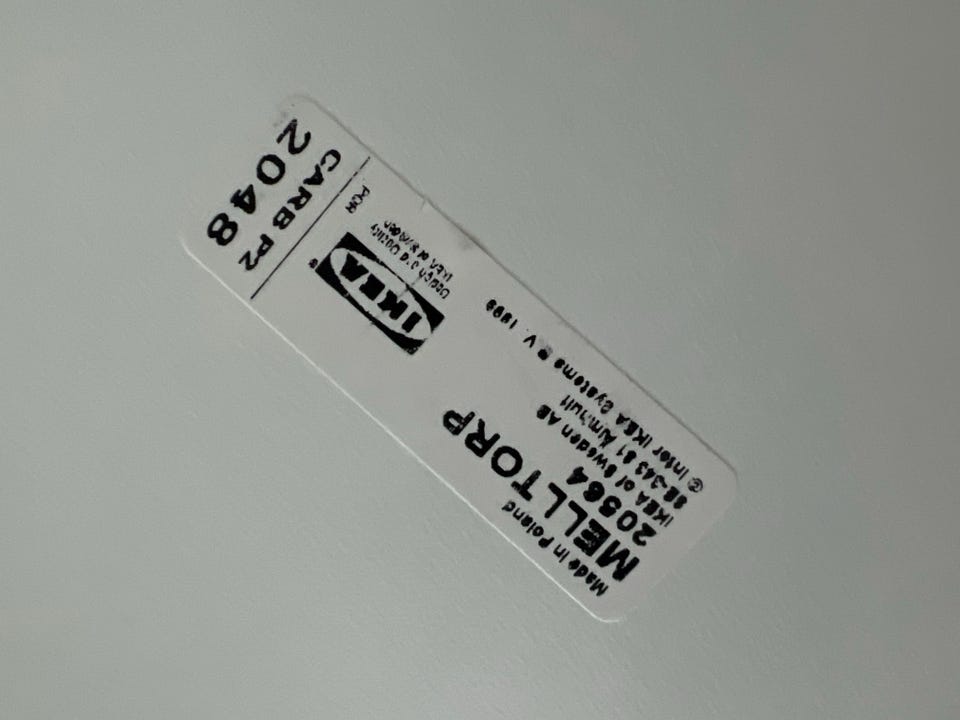 Made in Poland
MELLTORP
20564
IKEA of Sweden AB
SE-343 81 Älmhult
© Inter IKEA Systems B.V. 1999
IKEA
®
Design and Quality
IKEA of Sweden
CARB P2
2048